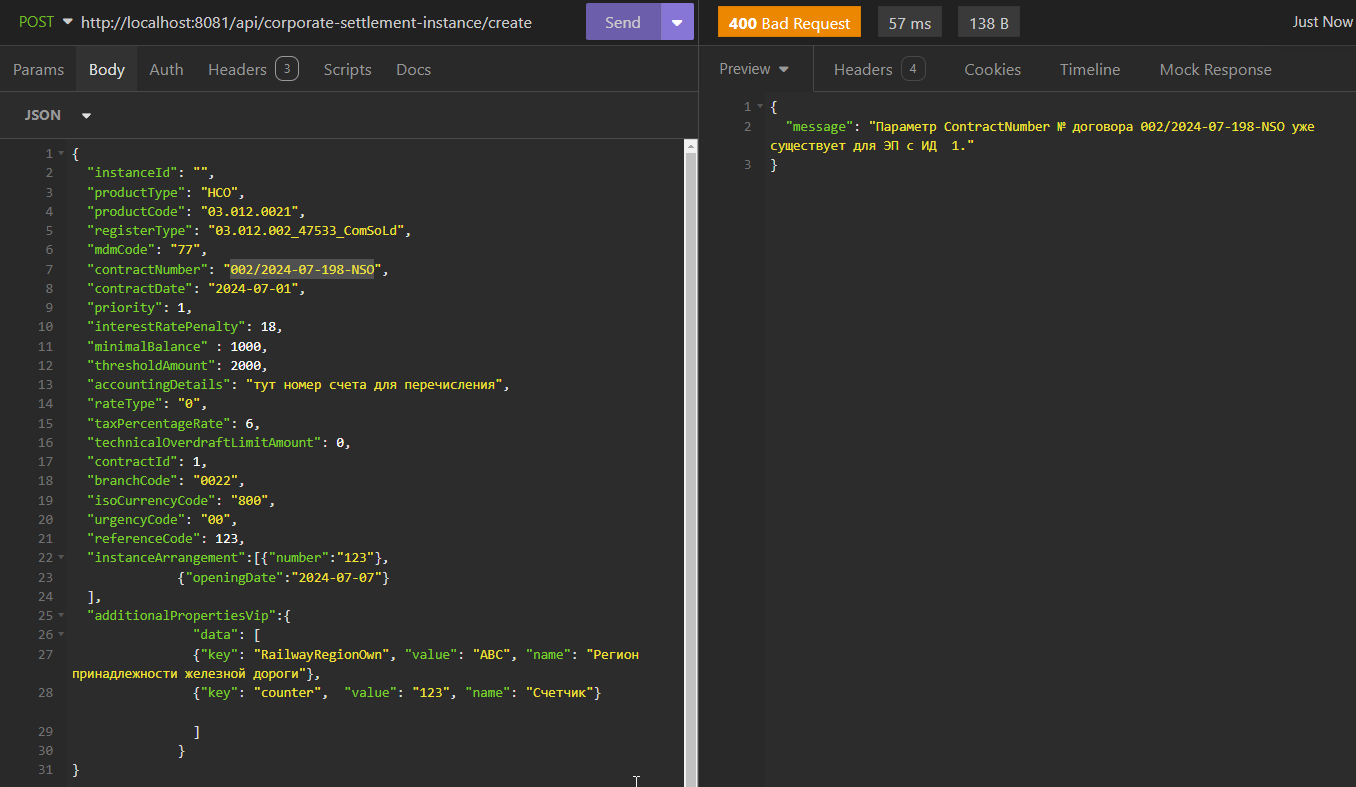 POST http://localhost:8081/api/corporate-settlement-instance/create Send
400 Bad Request 57 ms 138 B Just Now
Params Body Auth Headers 3 Scripts Docs
Preview Headers 4 Cookies Timeline Mock Response
JSON
1 {
2 "instanceId": "",
3 "productType": "НСО",
4 "productCode": "03.012.0021",
5 "registerType": "03.012.002_47533_ComSoLd",
6 "mdmCode": "77",
7 "contractNumber": "002/2024-07-198-NSO",
8 "contractDate": "2024-07-01",
9 "priority": 1,
10 "interestRatePenalty": 18,
11 "minimalBalance" : 1000,
12 "thresholdAmount": 2000,
13 "accountingDetails": "тут номер счета для перечисления",
14 "rateType": "0",
15 "taxPercentageRate": 6,
16 "technicalOverdraftLimitAmount": 0,
17 "contractId": 1,
18 "branchCode": "0022",
19 "isoCurrencyCode": "800",
20 "urgencyCode": "00",
21 "referenceCode": 123,
22 "instanceArrangement":[{"number":"123"},
23 {"openingDate":"2024-07-07"}
24 ],
25 "additionalPropertiesVip":{
26 "data": [
27 {"key": "RailwayRegionOwn", "value": "ABC", "name": "Регион
принадлежности железной дороги"},
28 {"key": "counter", "value": "123", "name": "Счетчик"}
29 ]
30 }
31 }
1 {
2 "message": "Параметр ContractNumber № договора 002/2024-07-198-NSO уже
существует для ЭП с ИД 1."
3 }